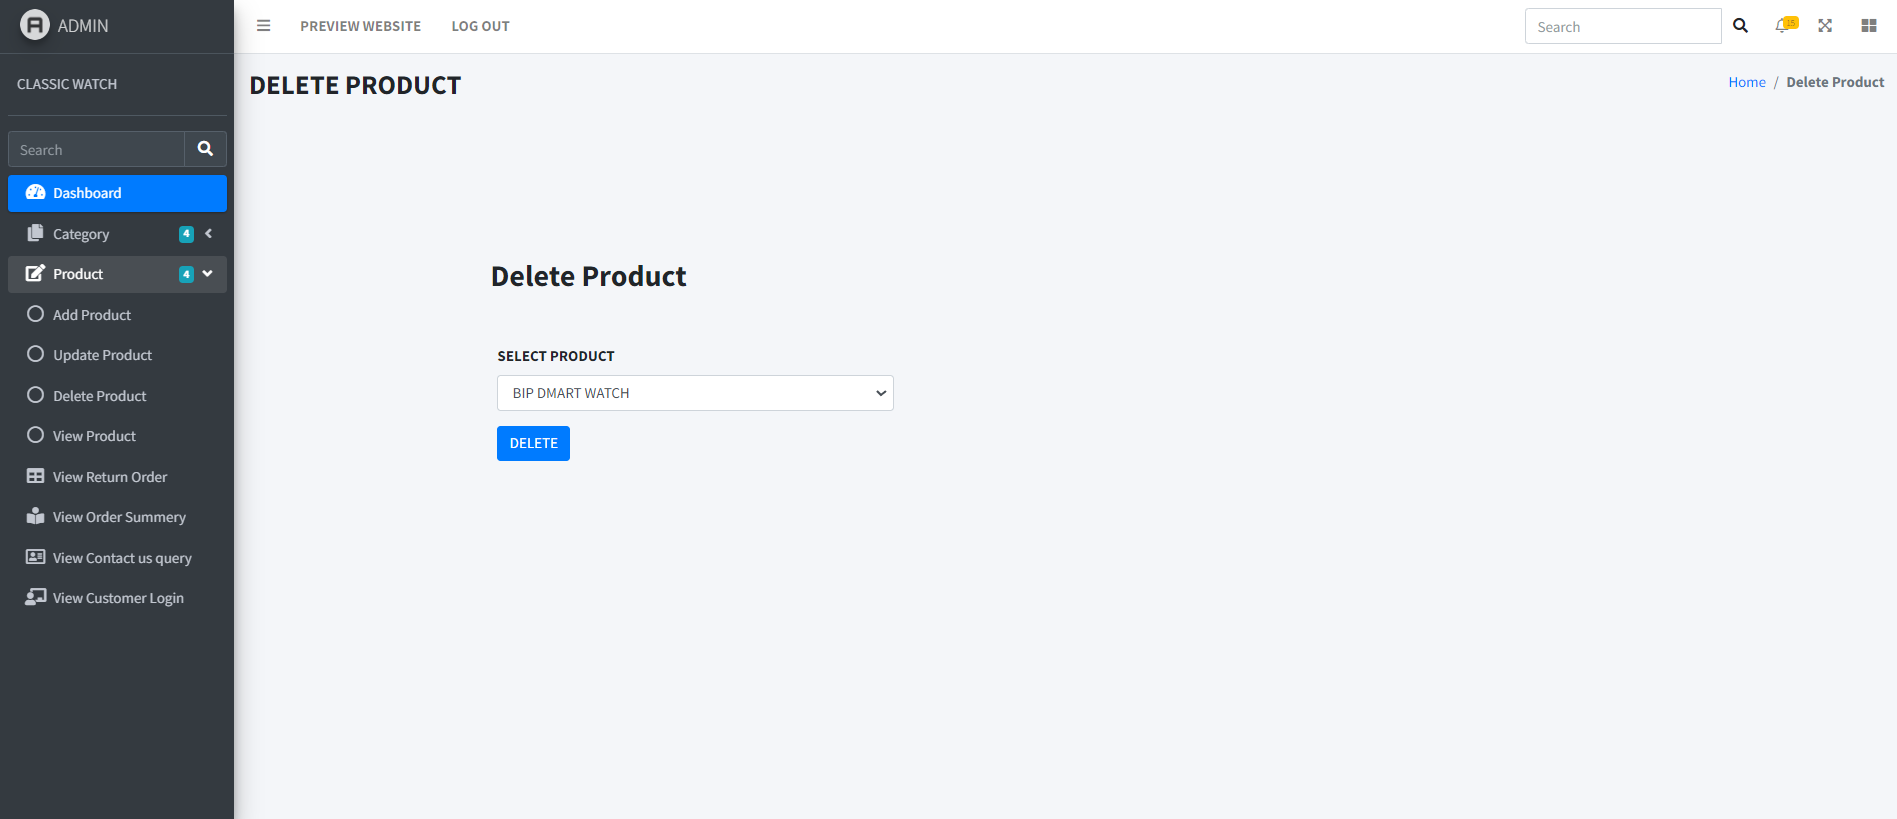 ADMIN
PREVIEW WEBSITE
LOG OUT
Search
15
CLASSIC WATCH
DELETE PRODUCT
Home / Delete Product
Search
Dashboard
Category 4
Product 4
Add Product
Update Product
Delete Product
View Product
View Return Order
View Order Summery
View Contact us query
View Customer Login
Delete Product
SELECT PRODUCT
BIP DMART WATCH
DELETE